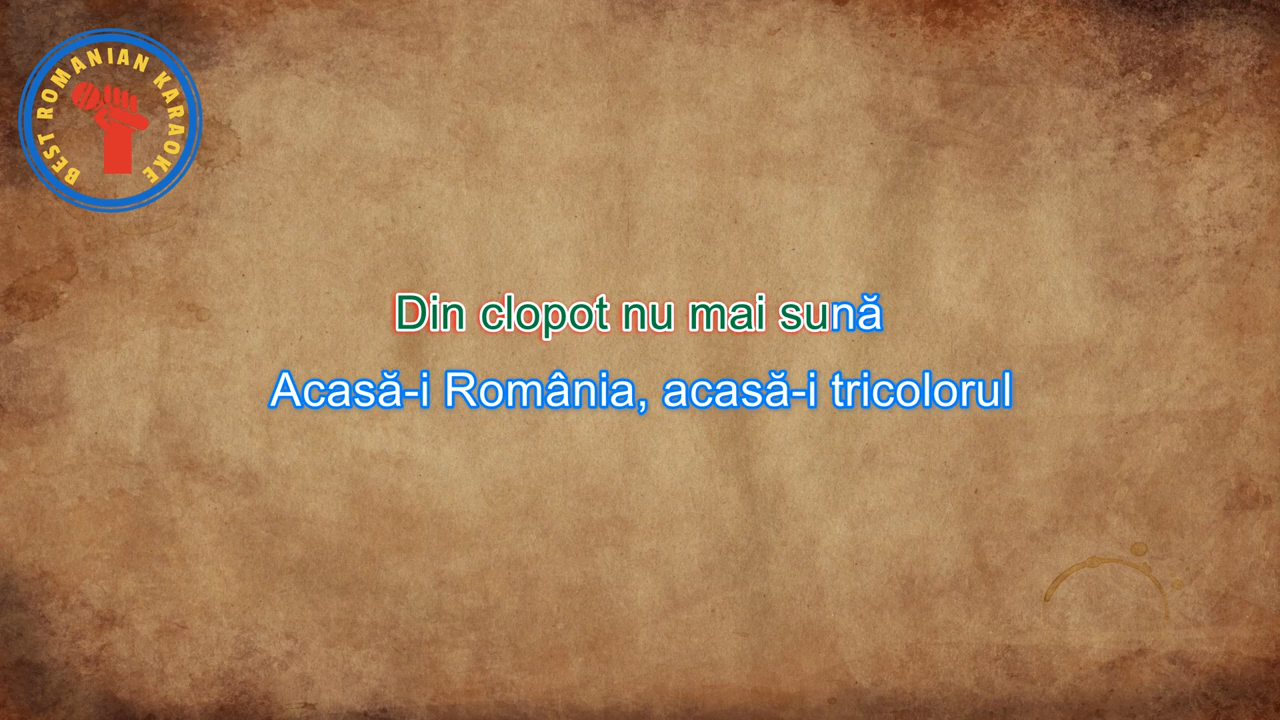 BEST ROMANIAN KARAOKE
Din clopot nu mai sună
Acasă-i România, acasă-i tricolorul